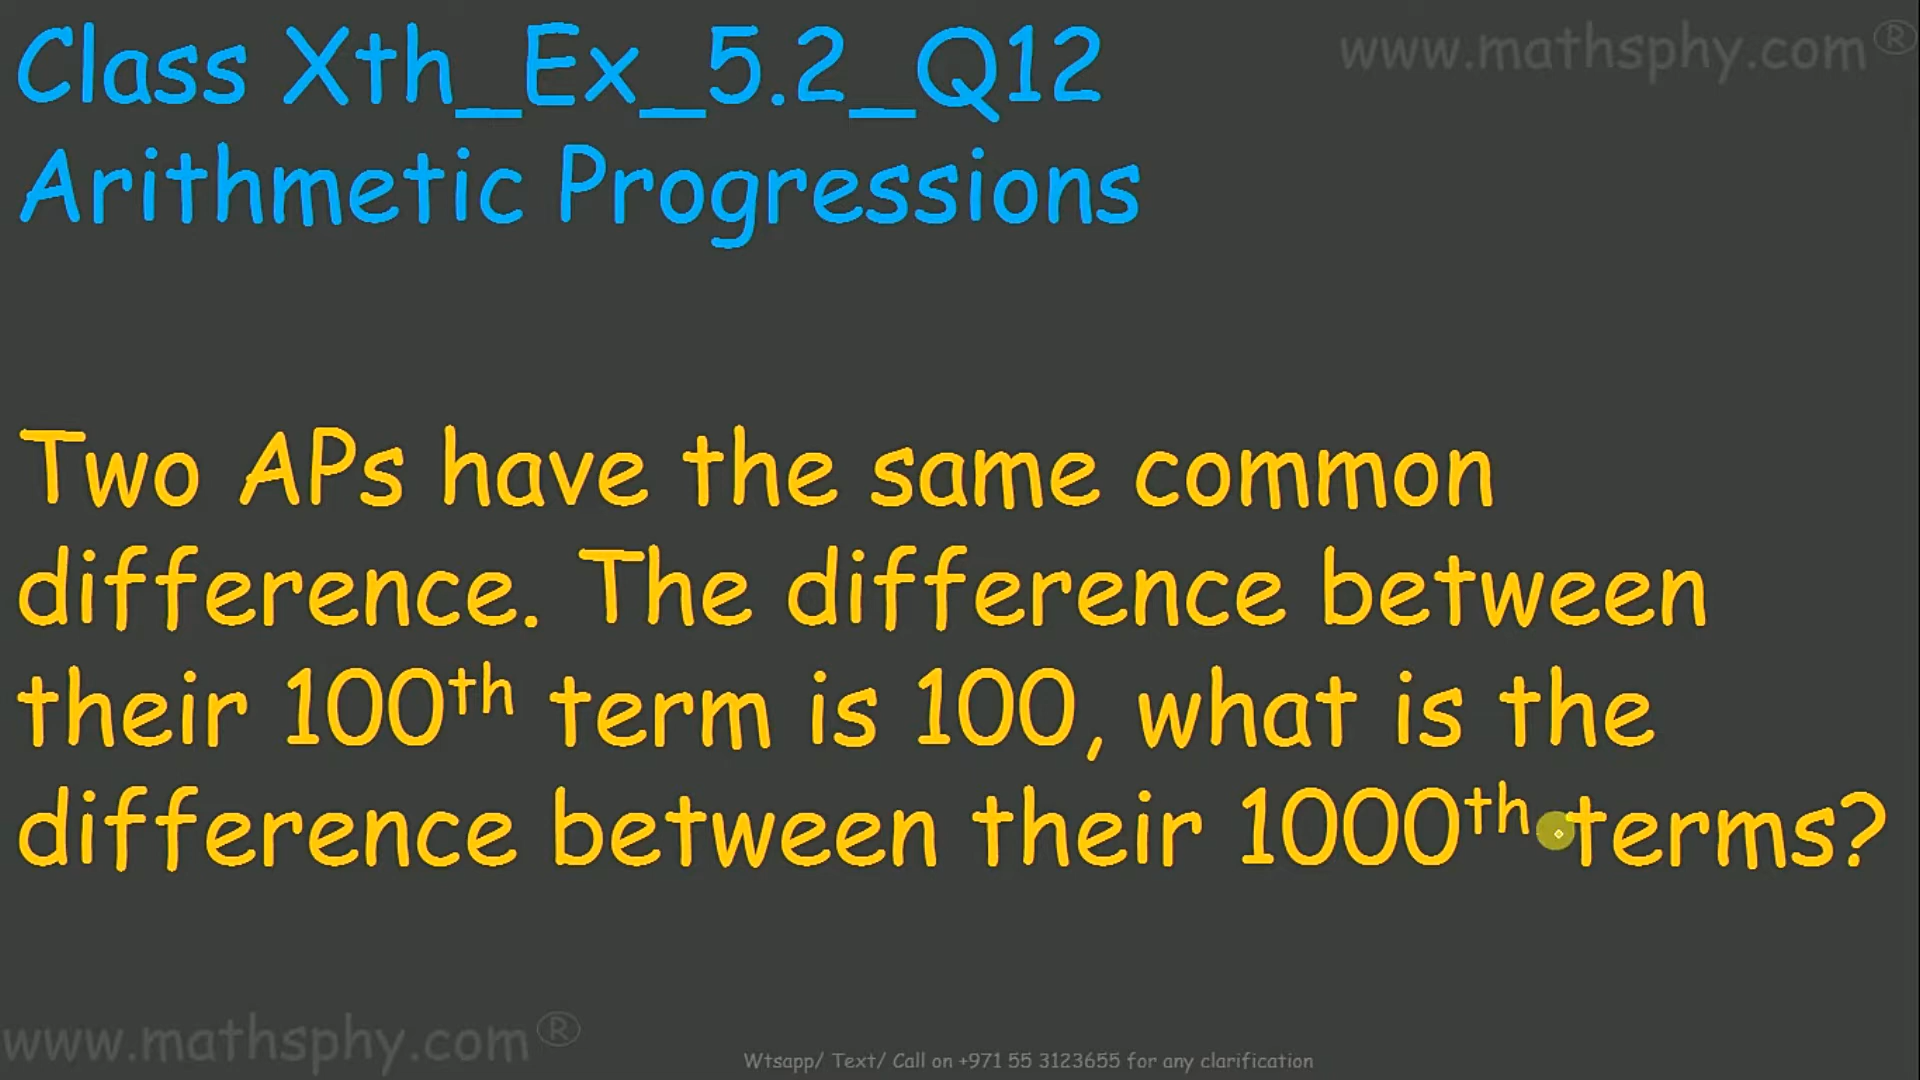 Class Xth_Ex_5.2_Q12
www.mathsphy.com®
Arithmetic Progressions
Two APs have the same common
difference. The difference between
their 100th term is 100, what is the
difference between their 1000th terms?
www.mathsphy.com®
Wtsapp/ Text/ Call on +971 55 3123655 for any clarification